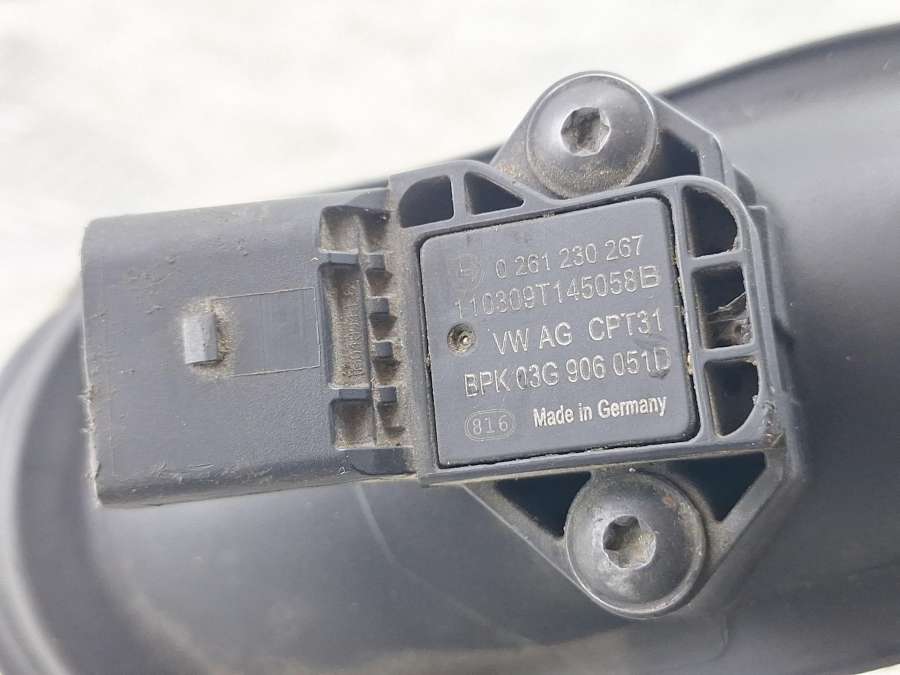 0 261 230 267
110309T145058B
VW AG CPT31
BPK 03G 906 051D
816 Made in Germany